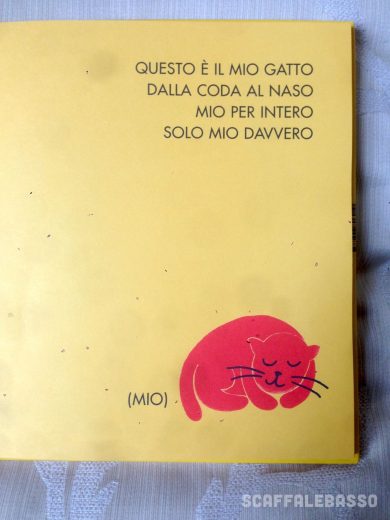 QUESTO È IL MIO GATTO
DALLA CODA AL NASO
MIO PER INTERO
SOLO MIO DAVVERO
(MIO)
SCAFFALEBASSO